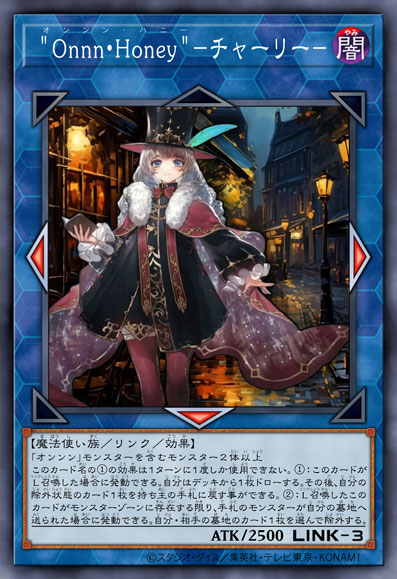 オンンン・ハニー
"Onnn•Honey"－チャーリー－
やみ
闇
【魔法使い族／リンク／効果】
「オンンン」モンスターを含むモンスター２体以上
このカード名の①の効果は１ターンに１度しか使用できない。①：このカードが
Ｌ召喚した場合に発動できる。自分はデッキから１枚ドローする。その後、自分の
除外状態のカード１枚を持ち主の手札に戻す事ができる。②：Ｌ召喚したこの
カードがモンスターゾーンに存在する限り、手札のモンスターが自分の墓地へ
送られた場合に発動できる。自分・相手の墓地のカード１枚を選んで除外する。
ATK/2500 LINK-3
©スタジオ・ダイス／集英社・テレビ東京・KONAMI